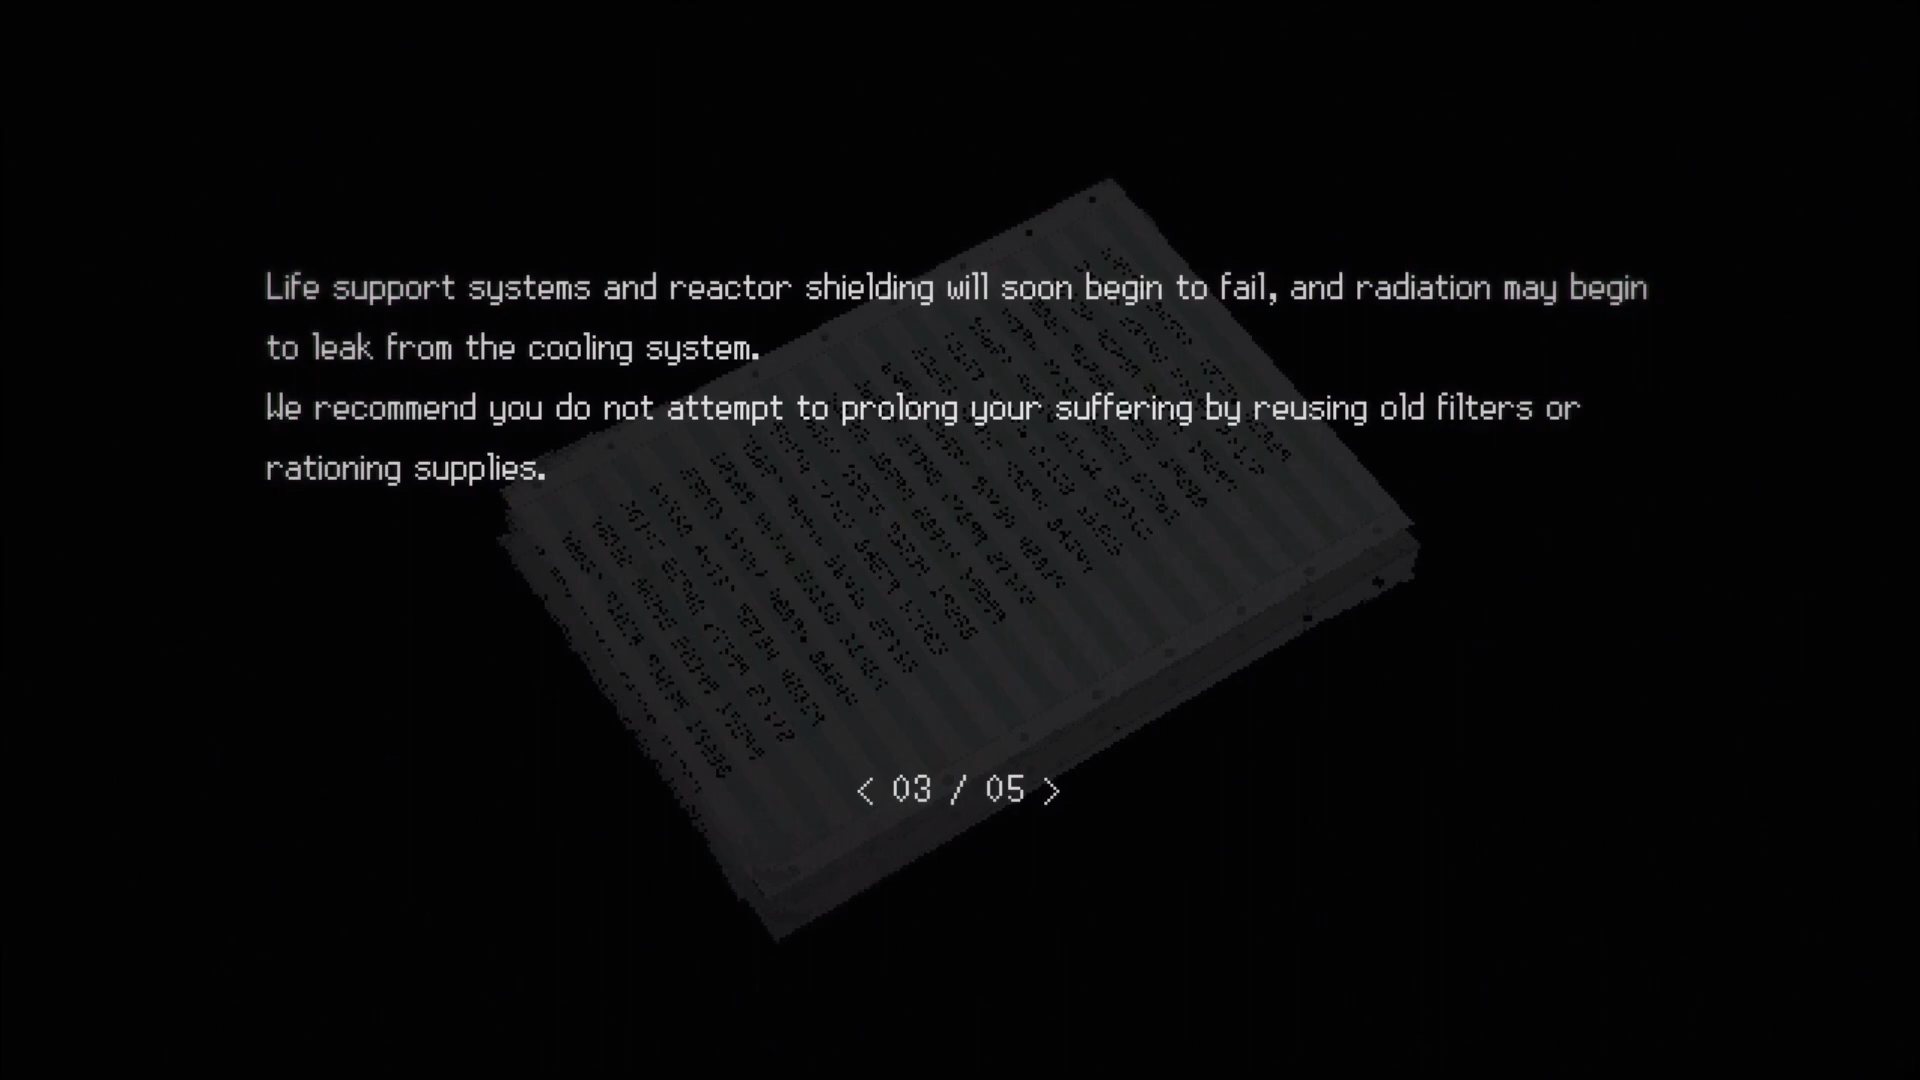 Life support systems and reactor shielding will soon begin to fail, and radiation may begin
to leak from the cooling system.
We recommend you do not attempt to prolong your suffering by reusing old filters or
rationing supplies.
< 03 / 05 >